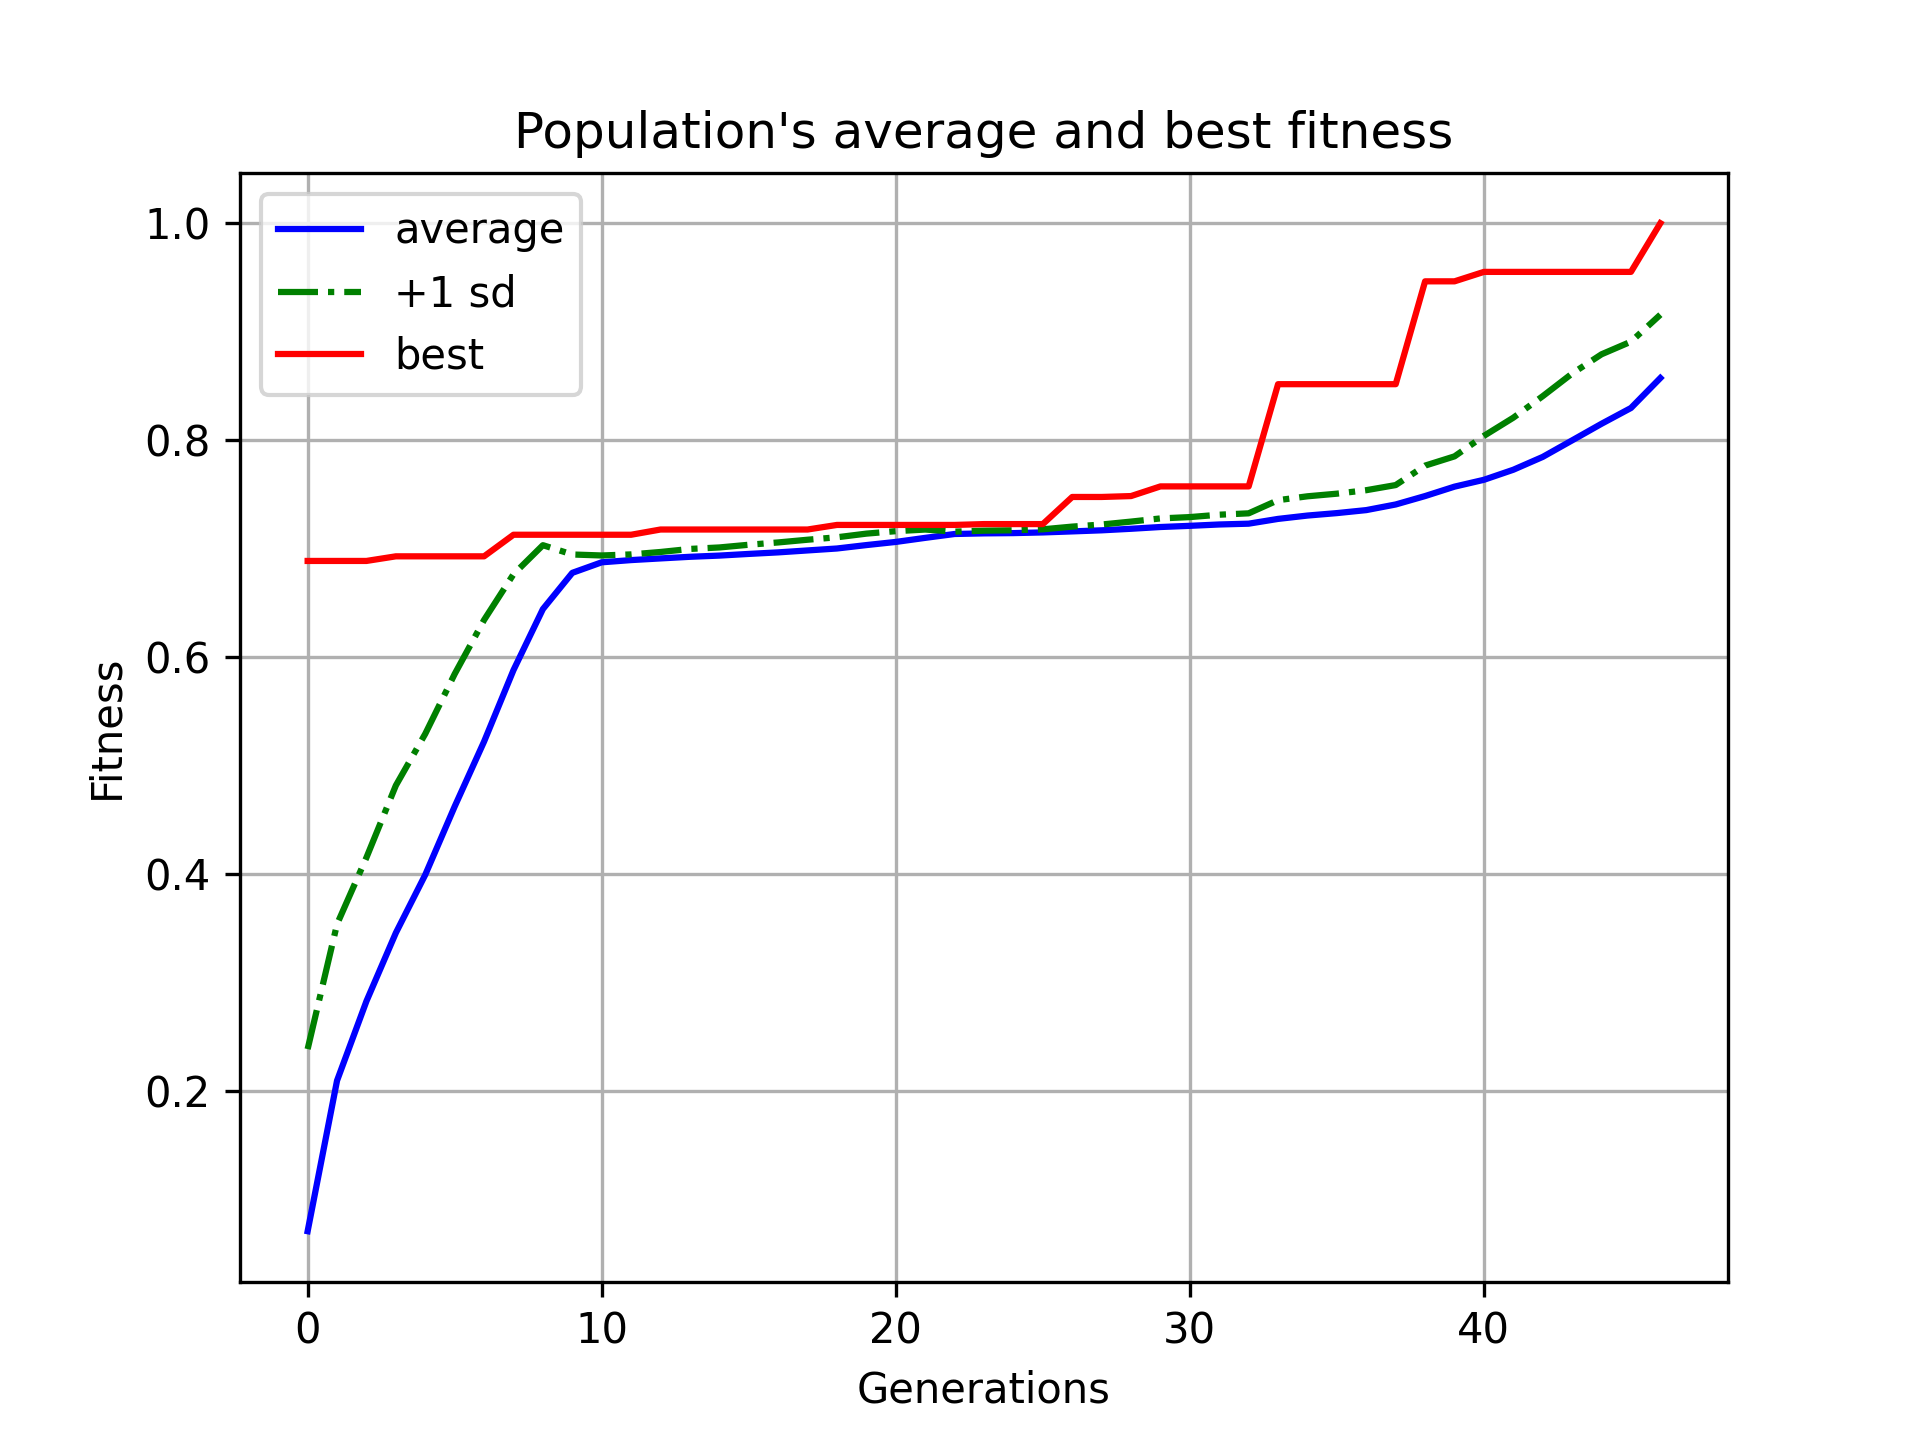 Population's average and best fitness
1.0
0.8
0.6
0.4
0.2
Fitness
average
+1 sd
best
0 10 20 30 40
Generations